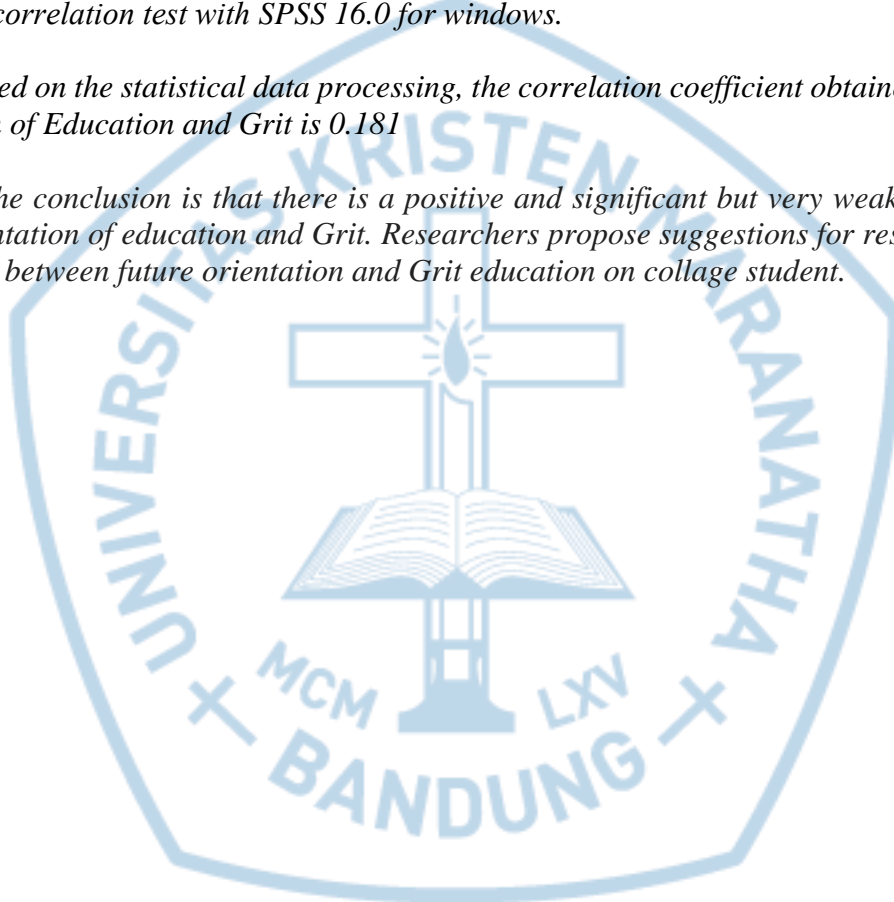 correlation test with SPSS 16.0 for windows.
ed on the statistical data processing, the correlation coefficient obtaine
of Education and Grit is 0.181
he conclusion is that there is a positive and significant but very weak
ntation of education and Grit. Researchers propose suggestions for res
between future orientation and Grit education on collage student.
UNIVERSITAS KRISTEN MARANATHA
MCM LXV
BANDUNG